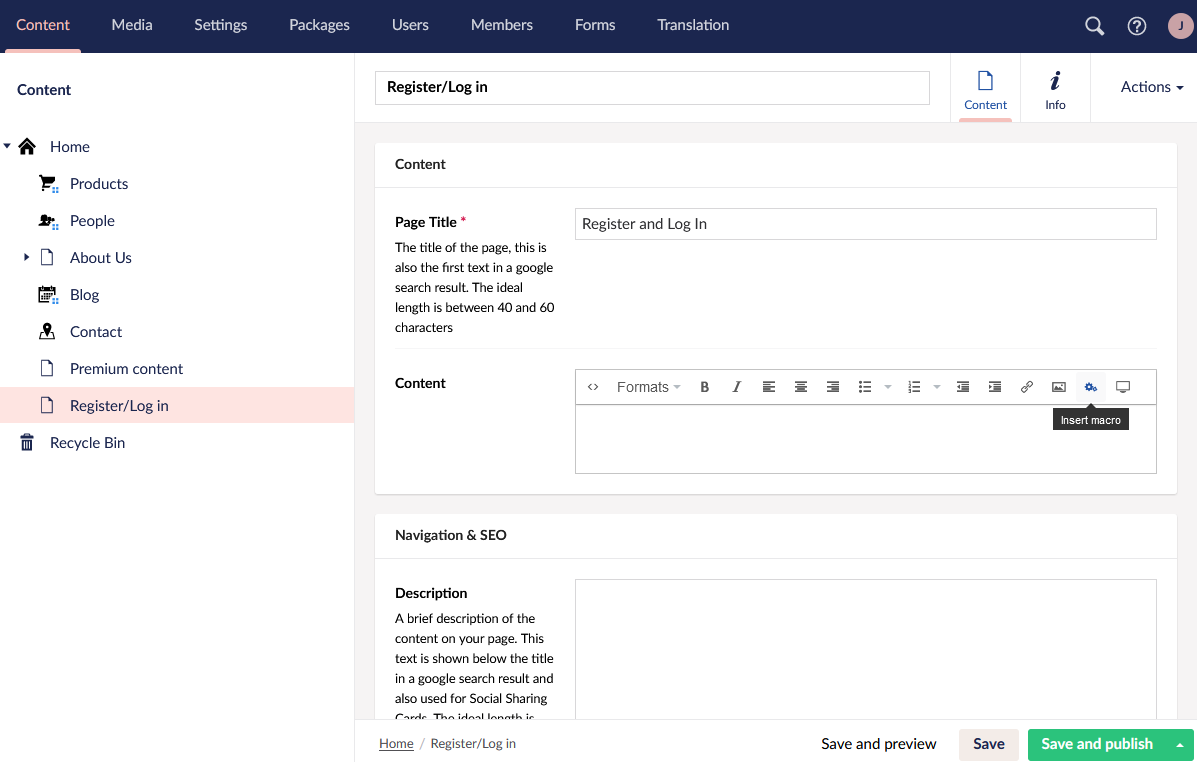 Content Media Settings Packages Users Members Forms Translation J
Content
Home
Products
People
About Us
Blog
Contact
Premium content
Register/Log in
Recycle Bin
Register/Log in
Content
Info
Actions
Content
Page Title *
The title of the page, this is
also the first text in a google
search result. The ideal
length is between 40 and 60
characters
Register and Log In
Content
Formats B I
Insert macro
Navigation & SEO
Description
A brief description of the
content on your page. This
text is shown below the title
in a google search result and
also used for Social Sharing
Cards. The ideal length is
Home / Register/Log in
Save and preview Save Save and publish